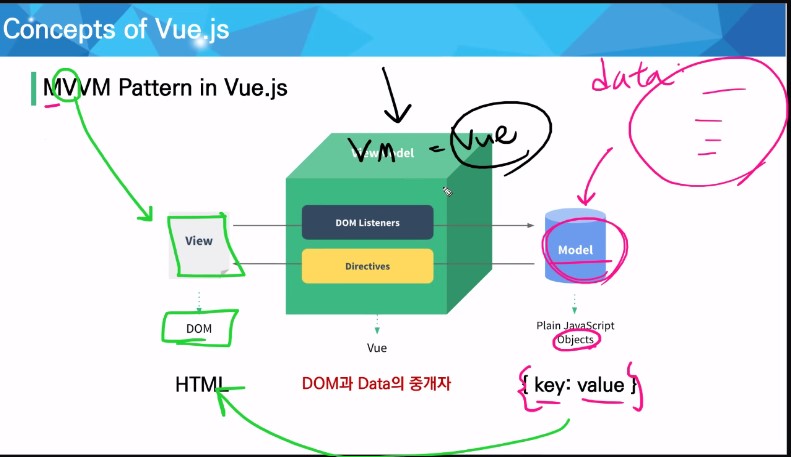 Concepts of Vue.js
MVVM Pattern in Vue.js
data:
VM = Vue
View
DOM Listeners
Directives
Model
DOM
Vue
Plain JavaScript
Objects
HTML
DOM과 Data의 중개자
{ key: value }